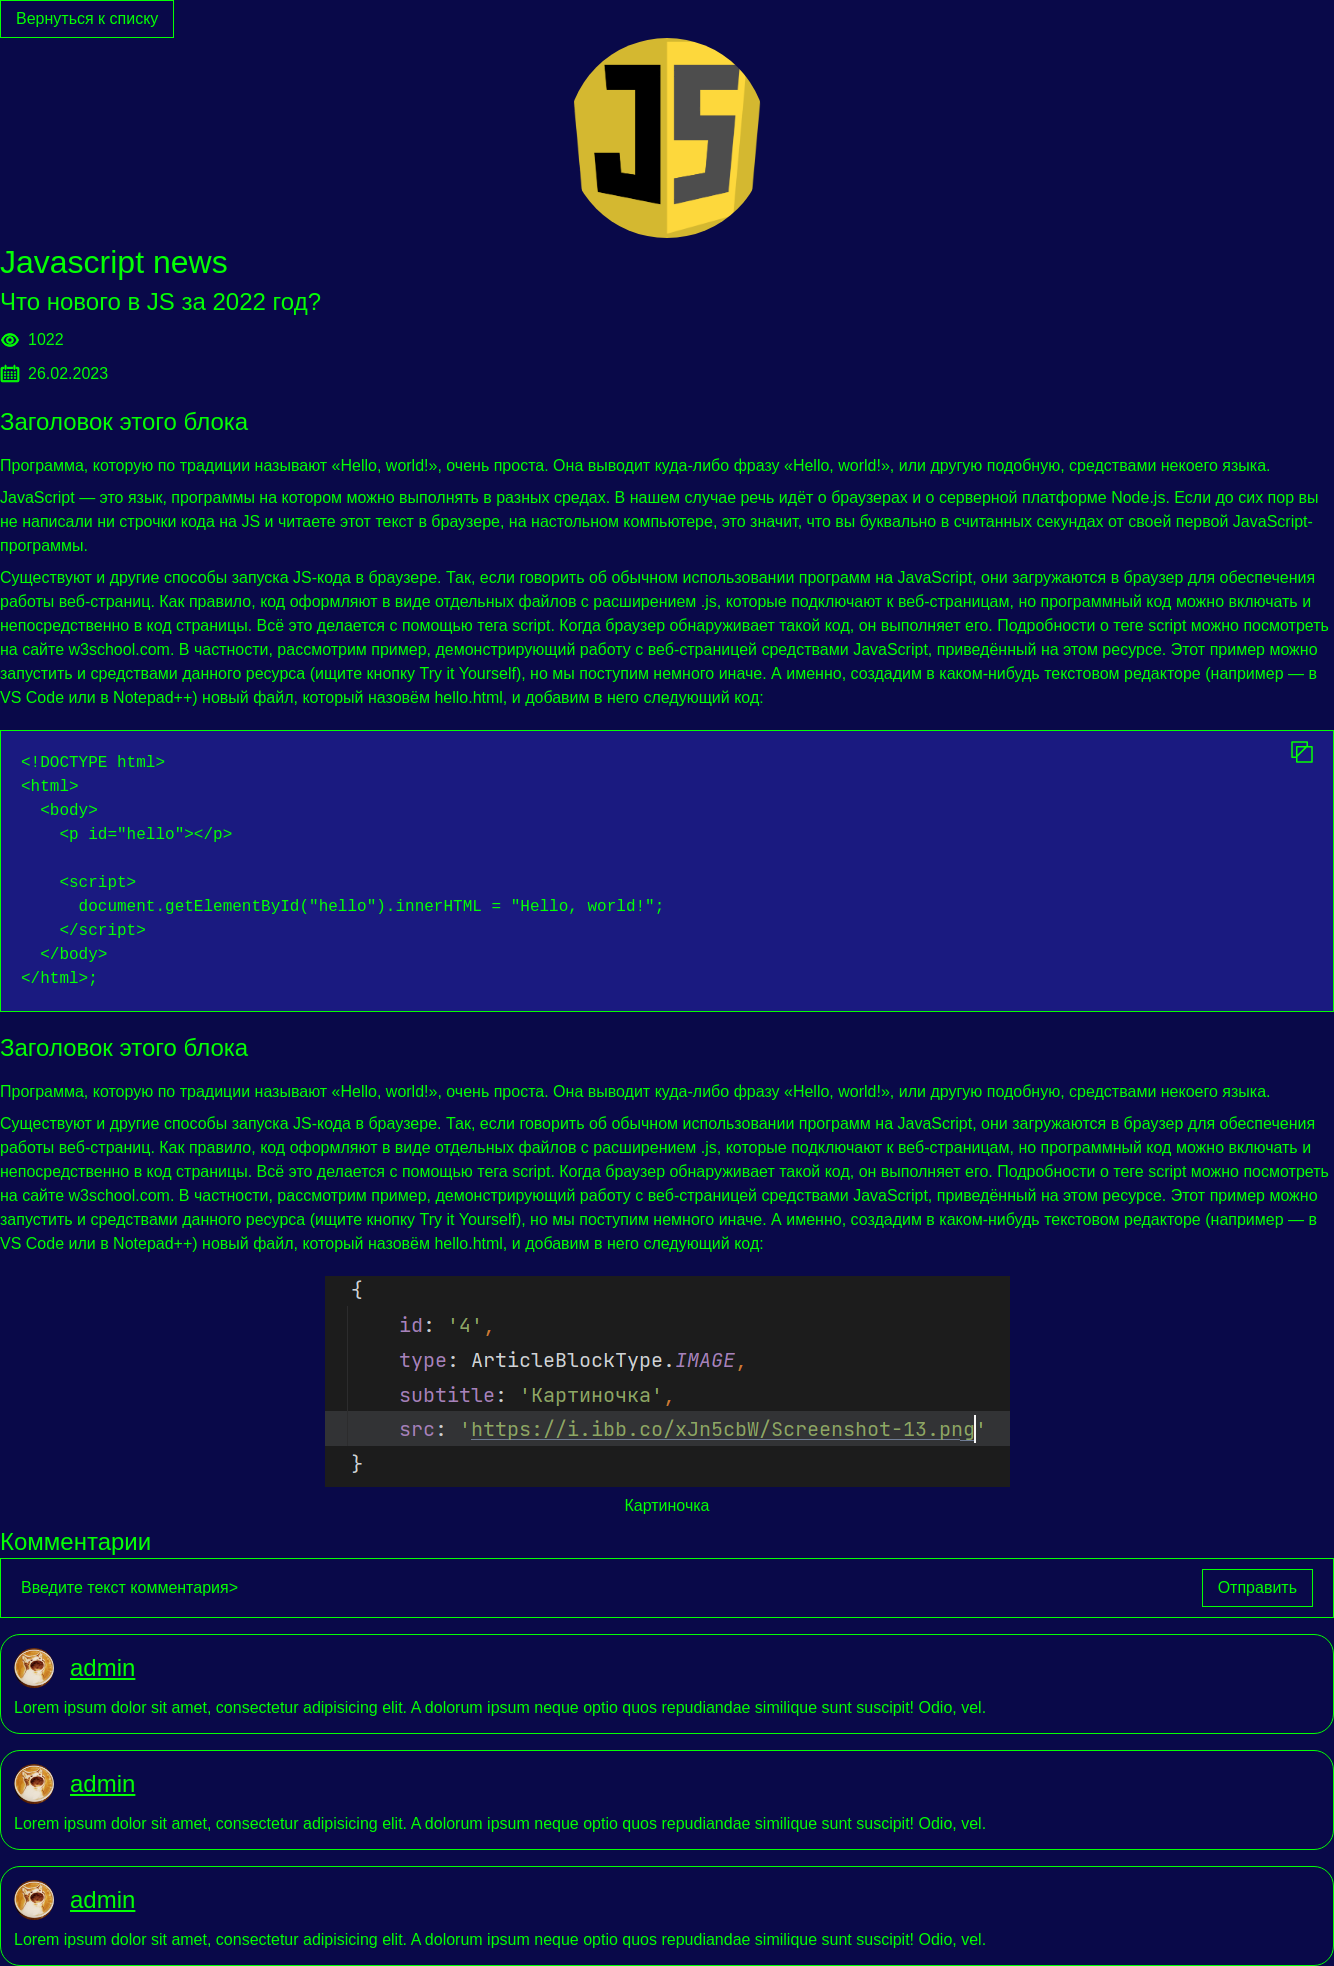 Вернуться к списку
JS
Javascript news
Что нового в JS за 2022 год?
1022
26.02.2023
Заголовок этого блока
Программа, которую по традиции называют «Hello, world!», очень проста. Она выводит куда-либо фразу «Hello, world!», или другую подобную, средствами некоего языка.
JavaScript — это язык, программы на котором можно выполнять в разных средах. В нашем случае речь идёт о браузерах и о серверной платформе Node.js. Если до сих пор вы
не написали ни строчки кода на JS и читаете этот текст в браузере, на настольном компьютере, это значит, что вы буквально в считанных секундах от своей первой JavaScript-
программы.
Существуют и другие способы запуска JS-кода в браузере. Так, если говорить об обычном использовании программ на JavaScript, они загружаются в браузер для обеспечения
работы веб-страниц. Как правило, код оформляют в виде отдельных файлов с расширением .js, которые подключают к веб-страницам, но программный код можно включать и
непосредственно в код страницы. Всё это делается с помощью тега script. Когда браузер обнаруживает такой код, он выполняет его. Подробности о теге script можно посмотреть
на сайте w3school.com. В частности, рассмотрим пример, демонстрирующий работу с веб-страницей средствами JavaScript, приведённый на этом ресурсе. Этот пример можно
запустить и средствами данного ресурса (ищите кнопку Try it Yourself), но мы поступим немного иначе. А именно, создадим в каком-нибудь текстовом редакторе (например — в
VS Code или в Notepad++) новый файл, который назовём hello.html, и добавим в него следующий код:
<!DOCTYPE html>
<html>
  <body>
    <p id="hello"></p>

    <script>
      document.getElementById("hello").innerHTML = "Hello, world!";
    </script>
  </body>
</html>;
Заголовок этого блока
Программа, которую по традиции называют «Hello, world!», очень проста. Она выводит куда-либо фразу «Hello, world!», или другую подобную, средствами некоего языка.
Существуют и другие способы запуска JS-кода в браузере. Так, если говорить об обычном использовании программ на JavaScript, они загружаются в браузер для обеспечения
работы веб-страниц. Как правило, код оформляют в виде отдельных файлов с расширением .js, которые подключают к веб-страницам, но программный код можно включать и
непосредственно в код страницы. Всё это делается с помощью тега script. Когда браузер обнаруживает такой код, он выполняет его. Подробности о теге script можно посмотреть
на сайте w3school.com. В частности, рассмотрим пример, демонстрирующий работу с веб-страницей средствами JavaScript, приведённый на этом ресурсе. Этот пример можно
запустить и средствами данного ресурса (ищите кнопку Try it Yourself), но мы поступим немного иначе. А именно, создадим в каком-нибудь текстовом редакторе (например — в
VS Code или в Notepad++) новый файл, который назовём hello.html, и добавим в него следующий код:
{
    id: '4',
    type: ArticleBlockType.IMAGE,
    subtitle: 'Картиночка',
    src: 'https://i.ibb.co/xJn5cbW/Screenshot-13.png'
}
Картиночка
Комментарии
Введите текст комментария>
Отправить
admin
Lorem ipsum dolor sit amet, consectetur adipisicing elit. A dolorum ipsum neque optio quos repudiandae similique sunt suscipit! Odio, vel.
admin
Lorem ipsum dolor sit amet, consectetur adipisicing elit. A dolorum ipsum neque optio quos repudiandae similique sunt suscipit! Odio, vel.
admin
Lorem ipsum dolor sit amet, consectetur adipisicing elit. A dolorum ipsum neque optio quos repudiandae similique sunt suscipit! Odio, vel.